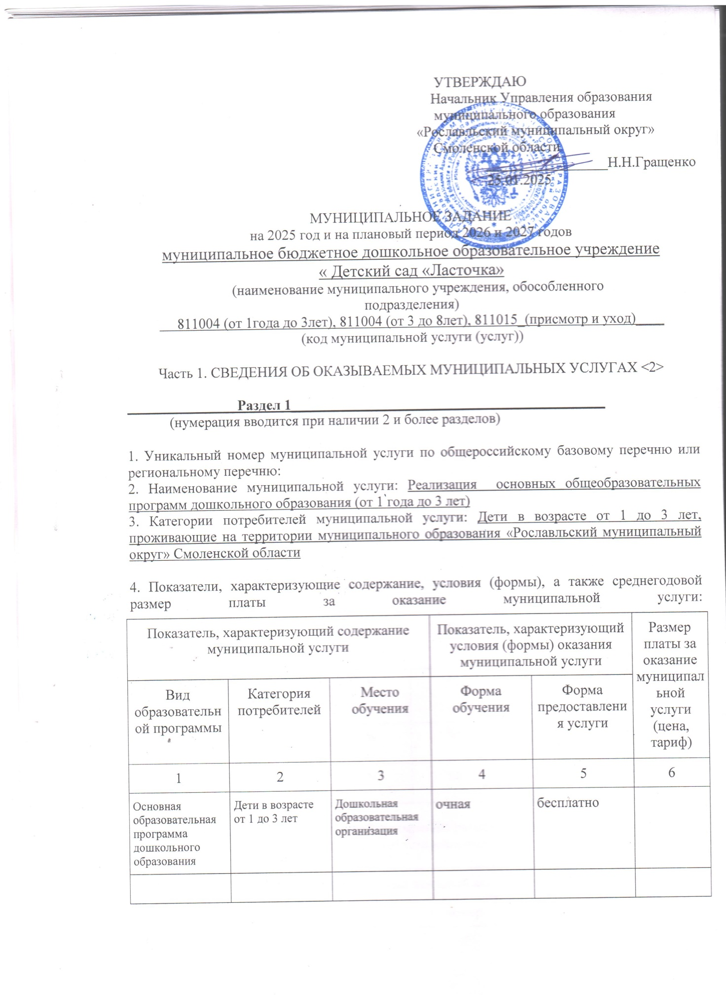 УТВЕРЖДАЮ
Начальник Управления образования
муниципального образования
«Рославльский муниципальный округ»
Смоленской области
Н.Н.Гращенко
25.01.2025
МУНИЦИПАЛЬНОЕ ЗАДАНИЕ
на 2025 год и на плановый период 2026 и 2027 годов
муниципальное бюджетное дошкольное образовательное учреждение
« Детский сад «Ласточка»
(наименование муниципального учреждения, обособленного
подразделения)
811004 (от 1года до 3лет), 811004 (от 3 до 8лет), 811015_(присмотр и уход)
(код муниципальной услуги (услуг))
Часть 1. СВЕДЕНИЯ ОБ ОКАЗЫВАЕМЫХ МУНИЦИПАЛЬНЫХ УСЛУГАХ <2>
Раздел 1
(нумерация вводится при наличии 2 и более разделов)
1. Уникальный номер муниципальной услуги по общероссийскому базовому перечню или
региональному перечню:
2. Наименование муниципальной услуги: Реализация основных общеобразовательных
программ дошкольного образования (от 1 года до 3 лет)
3. Категории потребителей муниципальной услуги: Дети в возрасте от 1 до 3 лет,
проживающие на территории муниципального образования «Рославльский муниципальный
округ» Смоленской области
4. Показатели, характеризующие содержание, условия (формы), а также среднегодовой
размер платы за оказание муниципальной услуги:
Показатель, характеризующий содержание
муниципальной услуги
Показатель, характеризующий
условия (формы) оказания
муниципальной услуги
Размер
платы за
оказание
муниципал
ьной
услуги
(цена,
тариф)
Вид
образовательн
ой программы
Категория
потребителей
Место
обучения
Форма
обучения
Форма
предоставлени
я услуги
1 2 3 4 5 6
Основная
образовательная
программа
дошкольного
образования
Дети в возрасте
от 1 до 3 лет
Дошкольная
образовательная
организация
очная
бесплатно